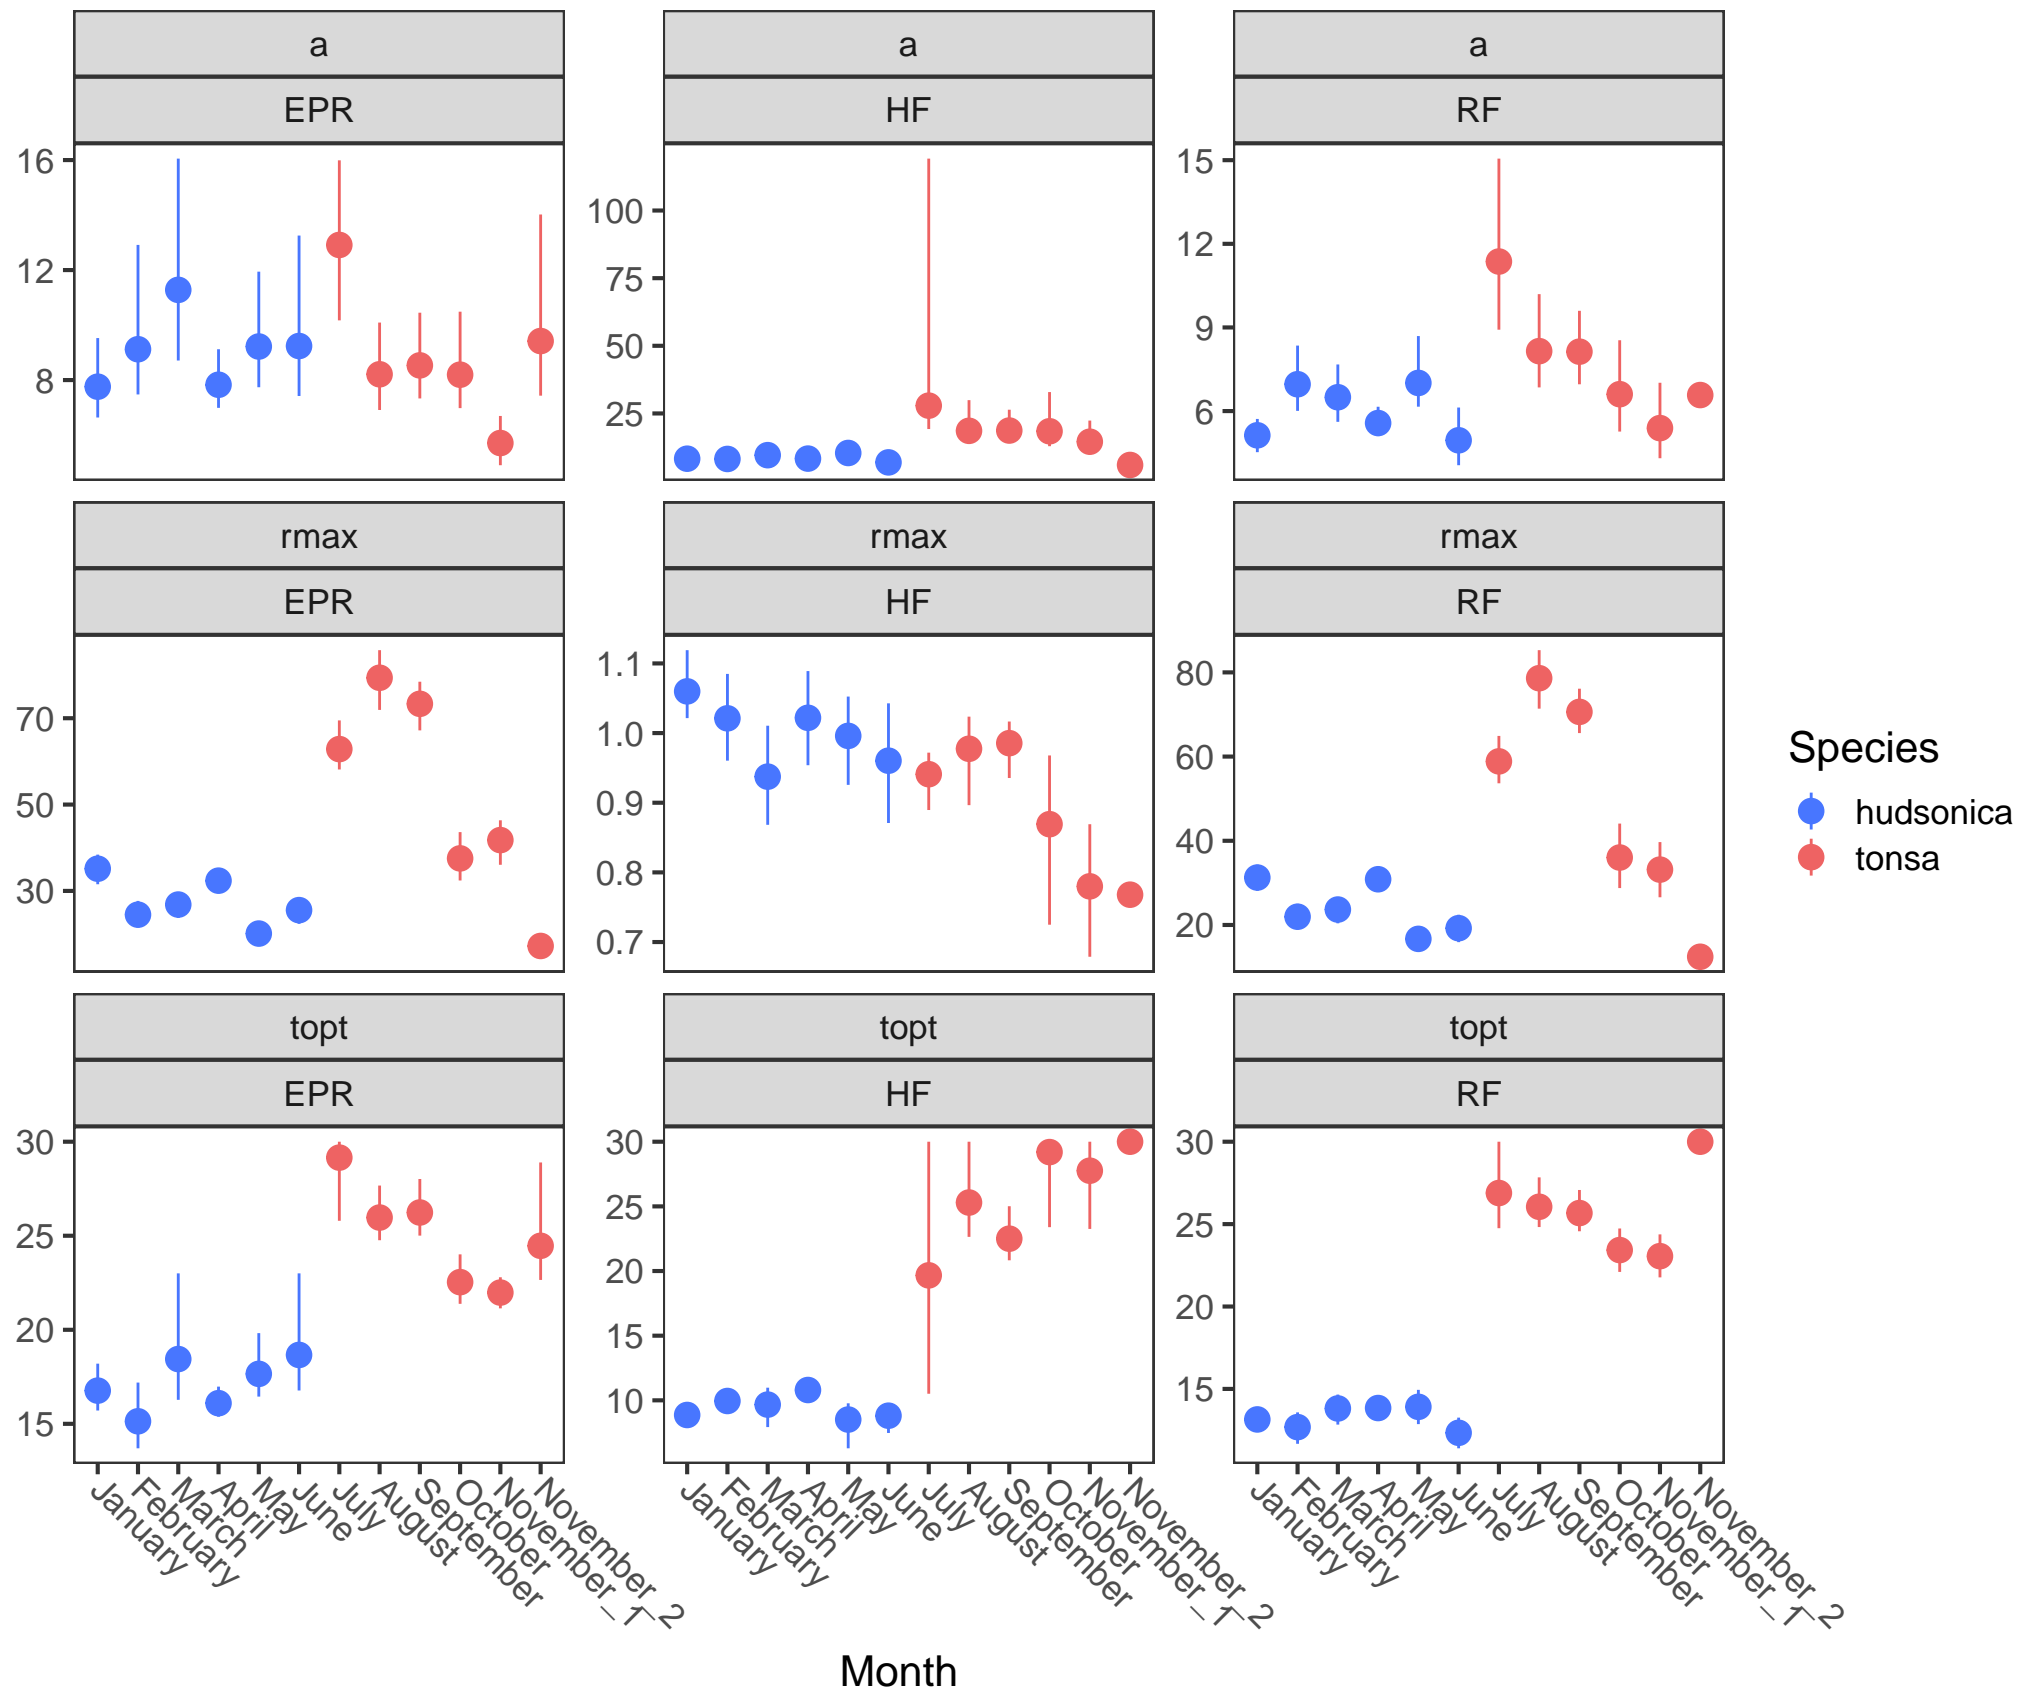 a
a
a
EPR
HF
RF
16
12
8
100
75
50
25
15
12
9
6
rmax
rmax
rmax
EPR
HF
RF
70
50
30
1.1
1.0
0.9
0.8
0.7
80
60
40
20
Species
hudsonica
tonsa
topt
topt
topt
EPR
HF
RF
30
25
20
15
30
25
20
15
10
30
25
20
15
January
February
March
April
May
June
July
August
September
October
November_1
November_2
January
February
March
April
May
June
July
August
September
October
November_1
November_2
January
February
March
April
May
June
July
August
September
October
November_1
November_2
Month